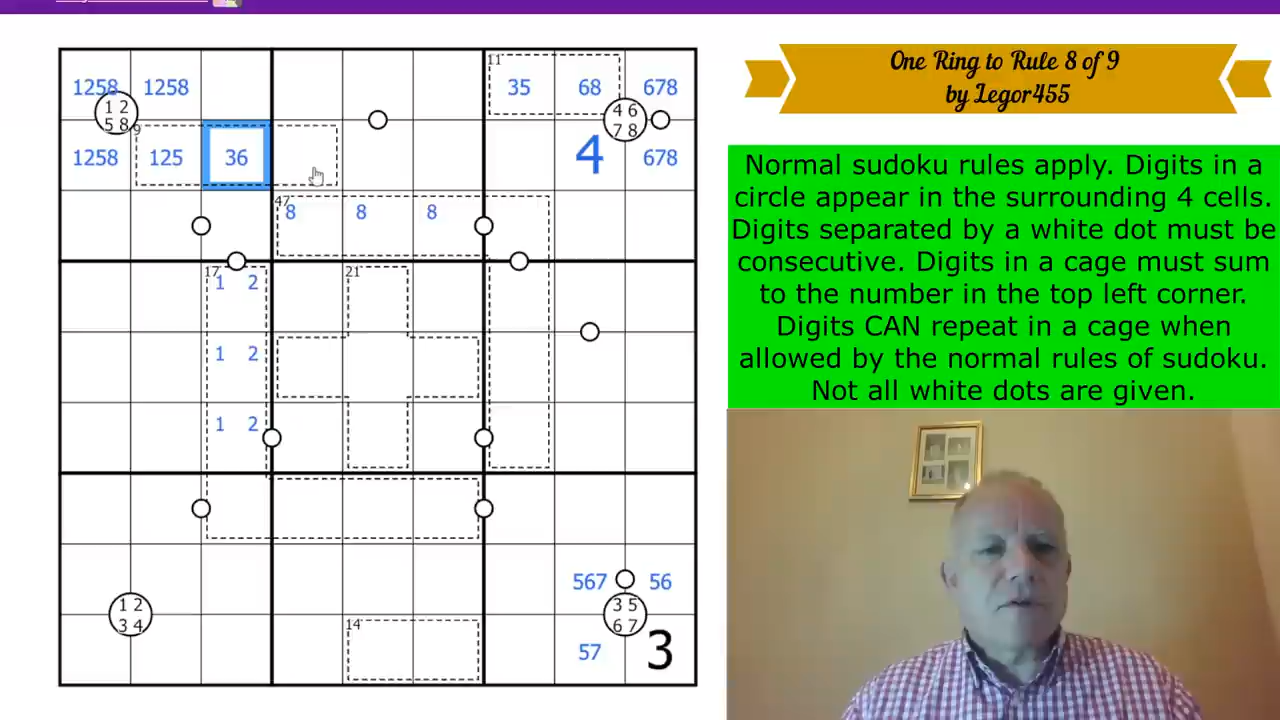 One Ring to Rule 8 of 9
by Legor455
Normal sudoku rules apply. Digits in a
circle appear in the surrounding 4 cells.
Digits separated by a white dot must be
consecutive. Digits in a cage must sum
to the number in the top left corner.
Digits CAN repeat in a cage when
allowed by the normal rules of sudoku.
Not all white dots are given.
11
1258 1258 35 68 678
1 2 4 6
5 8 7 8
9
1258 125 36 4 678
47
8 8 8
17 21
1 2
1 2
1 2
567 56
1 2 3 5
3 4 6 7
14
57 3